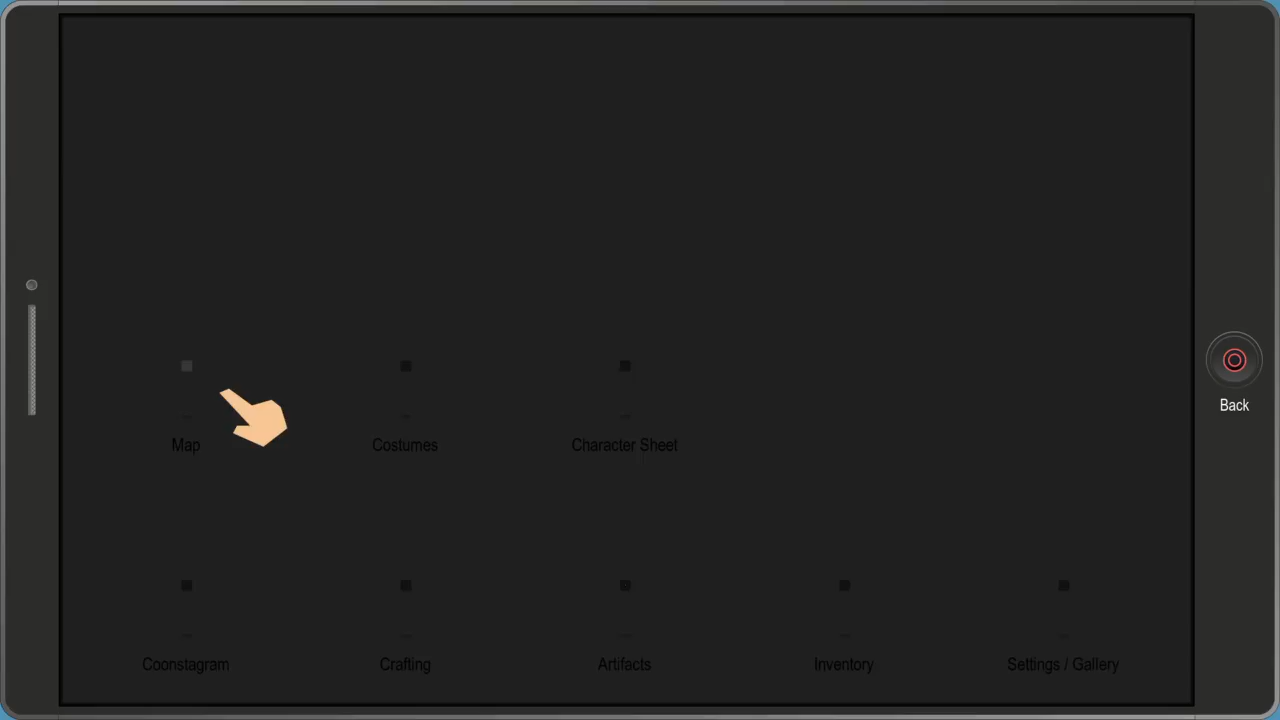 Back
Map
Costumes
Character Sheet
Coonstagram
Crafting
Artifacts
Inventory
Settings / Gallery